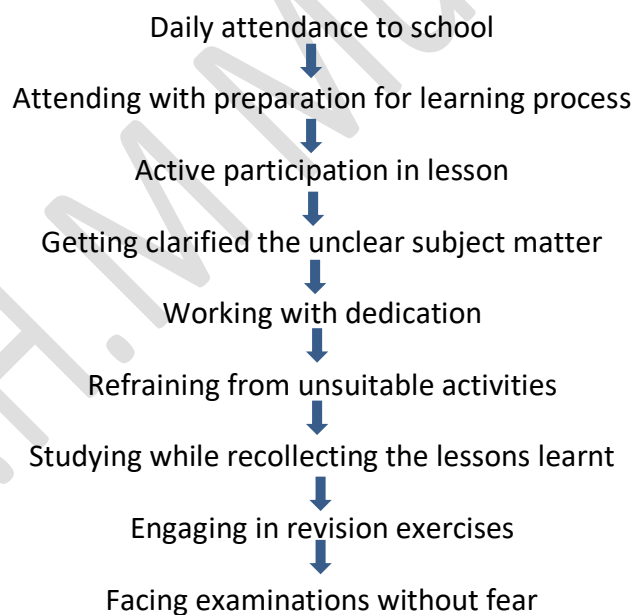 Daily attendance to school
Attending with preparation for learning process
Active participation in lesson
Getting clarified the unclear subject matter
Working with dedication
Refraining from unsuitable activities
Studying while recollecting the lessons learnt
Engaging in revision exercises
Facing examinations without fear